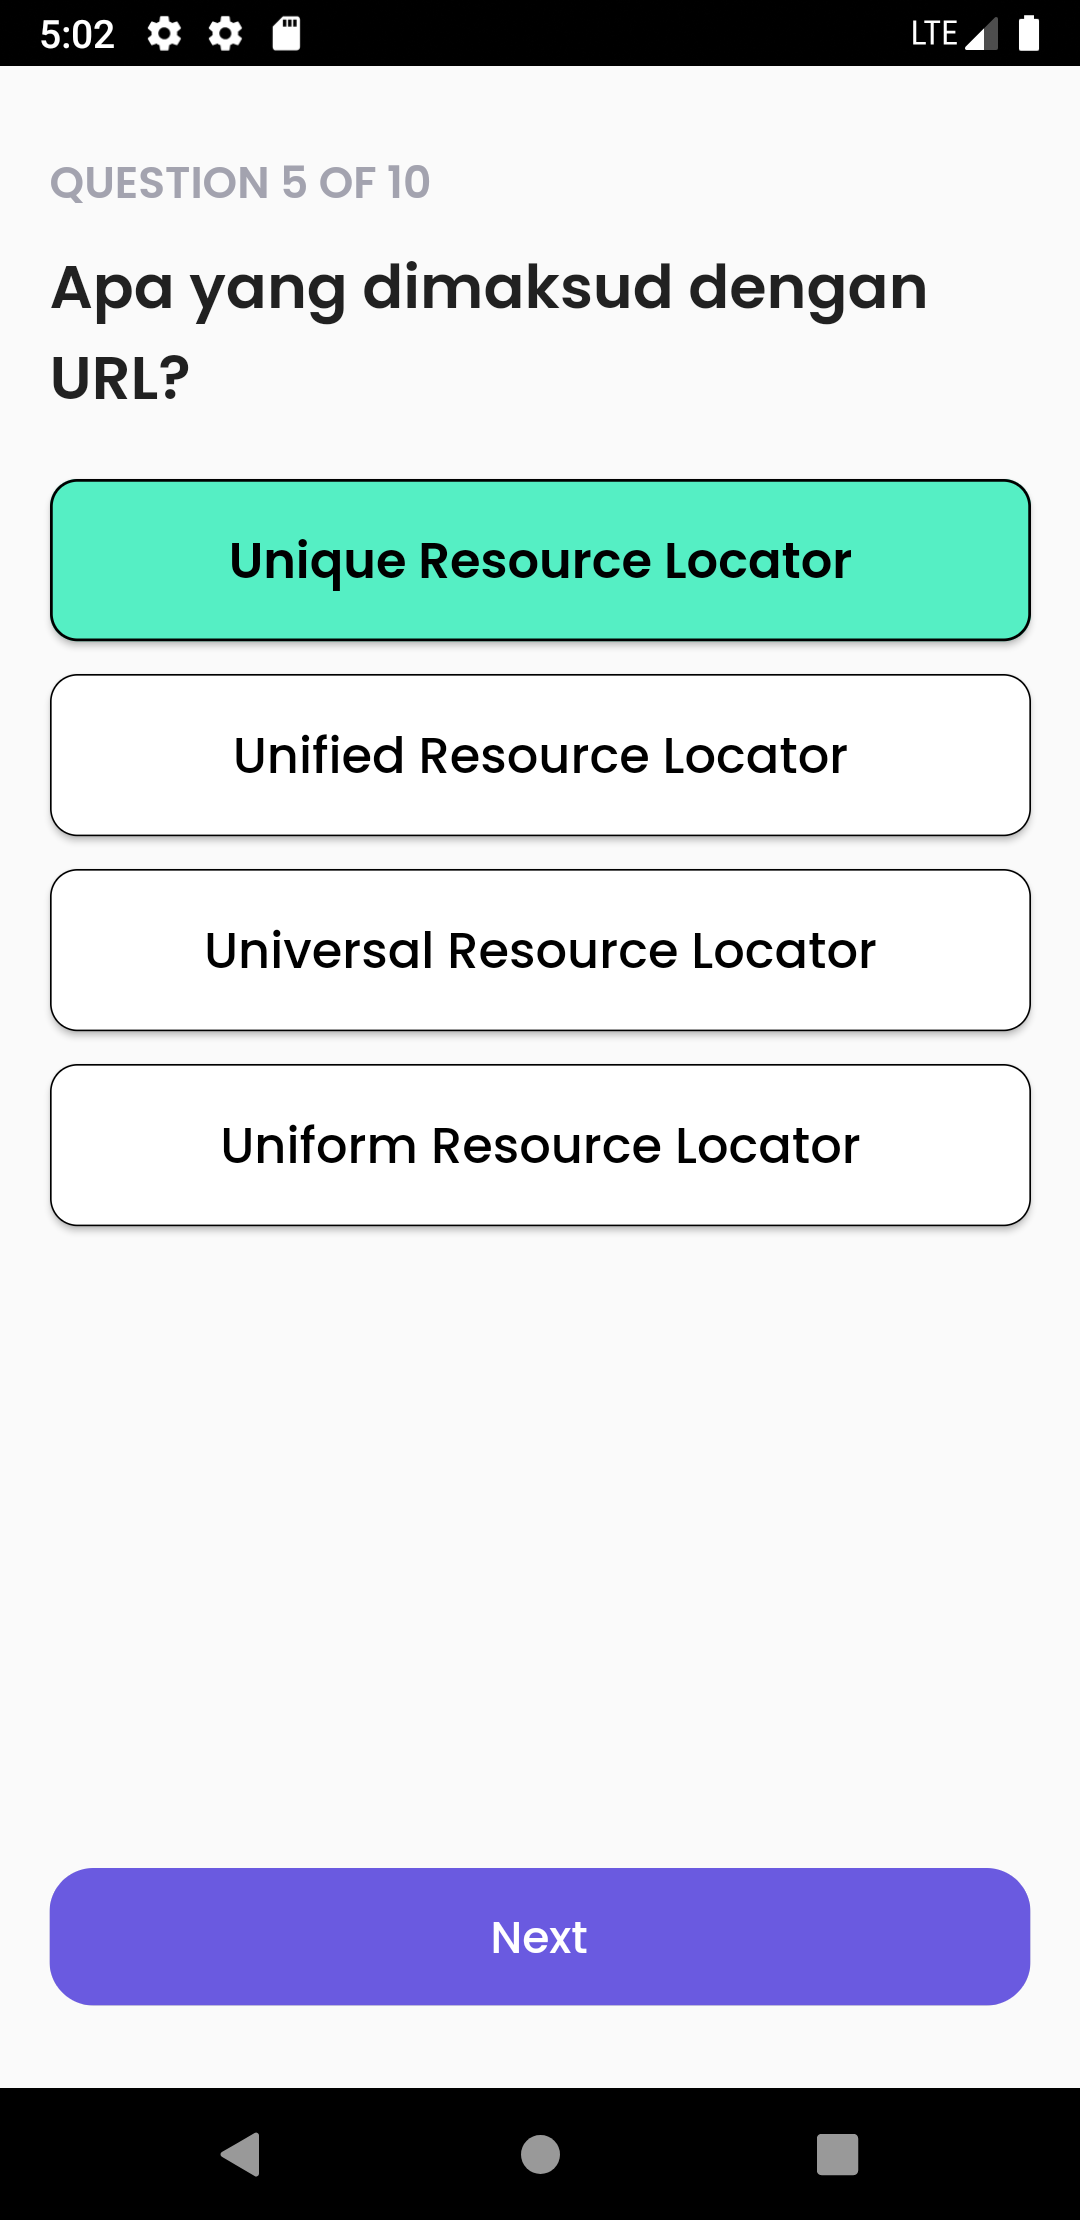 5:02
LTE
QUESTION 5 OF 10
Apa yang dimaksud dengan
URL?
Unique Resource Locator
Unified Resource Locator
Universal Resource Locator
Uniform Resource Locator
Next